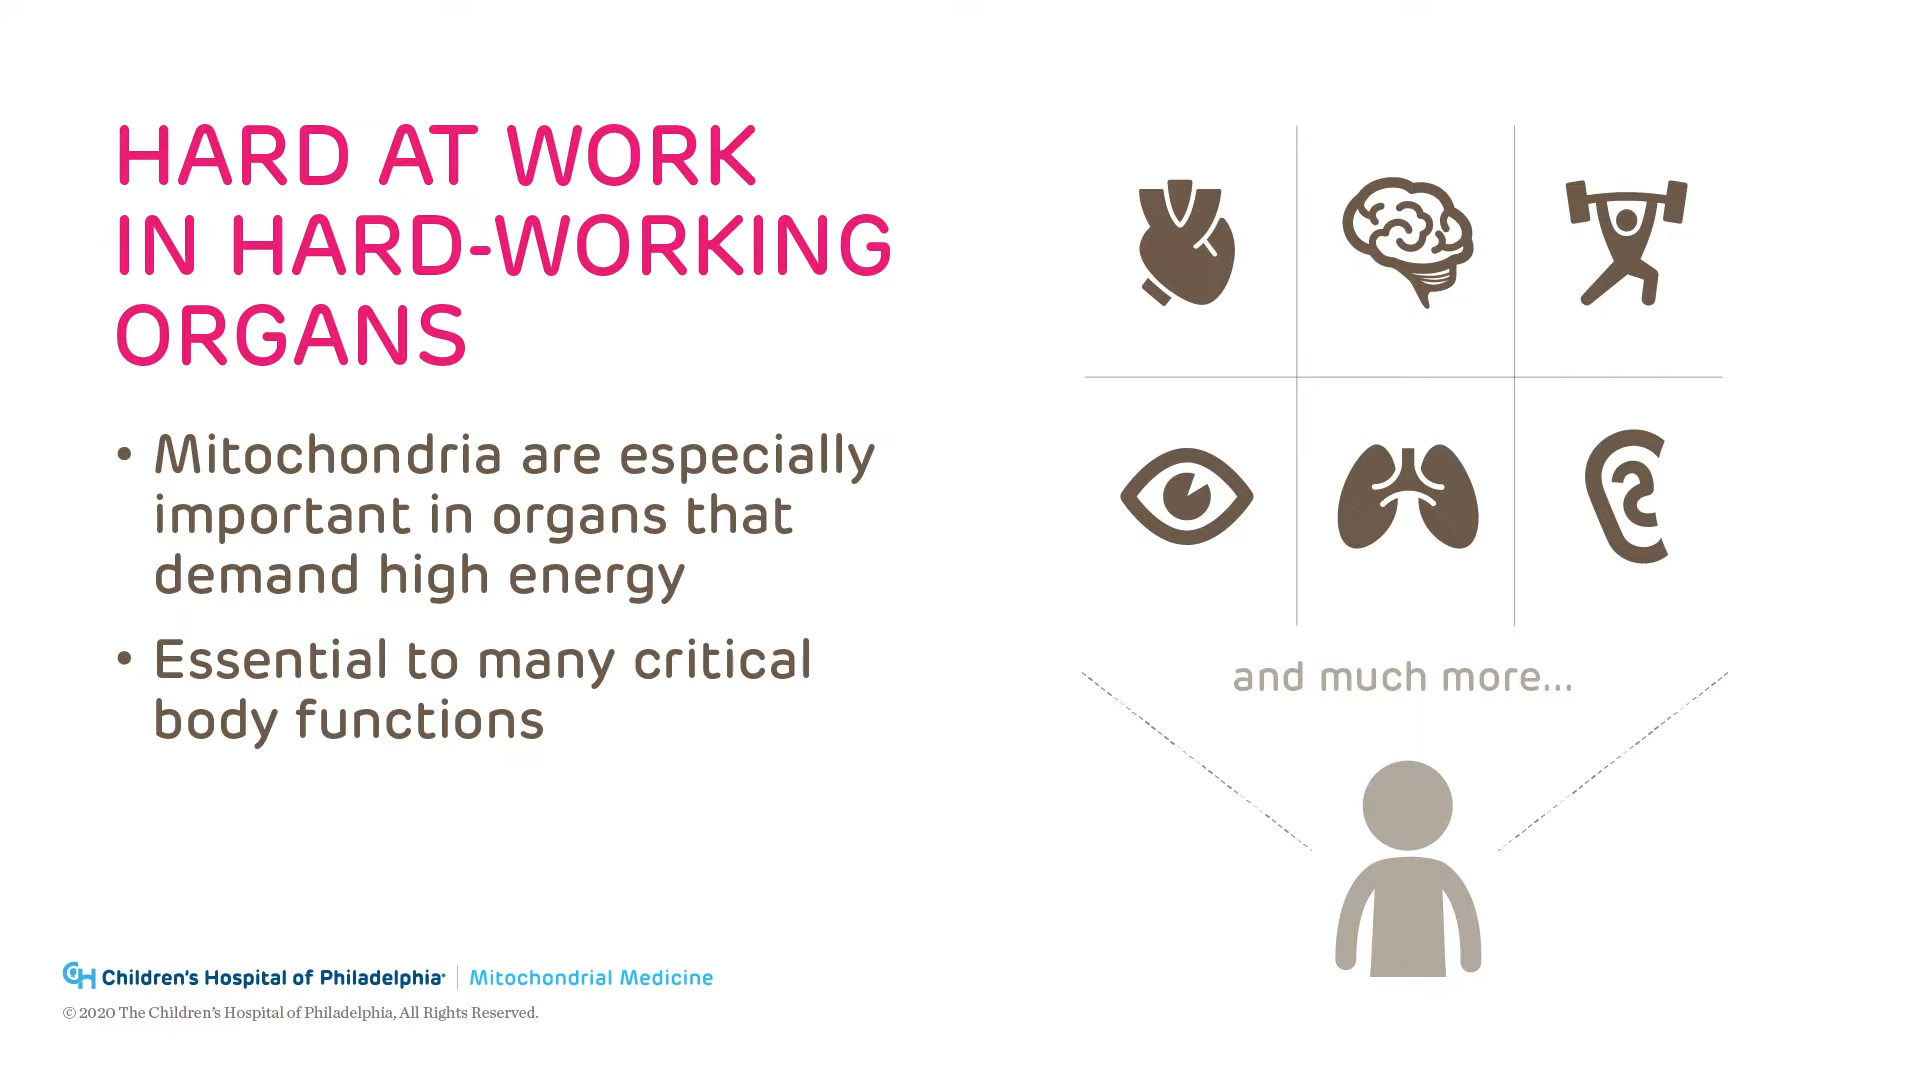 HARD AT WORK
IN HARD-WORKING
ORGANS
• Mitochondria are especially
important in organs that
demand high energy
• Essential to many critical
body functions
and much more...
CH Children's Hospital of Philadelphia | Mitochondrial Medicine
© 2020 The Children's Hospital of Philadelphia, All Rights Reserved.